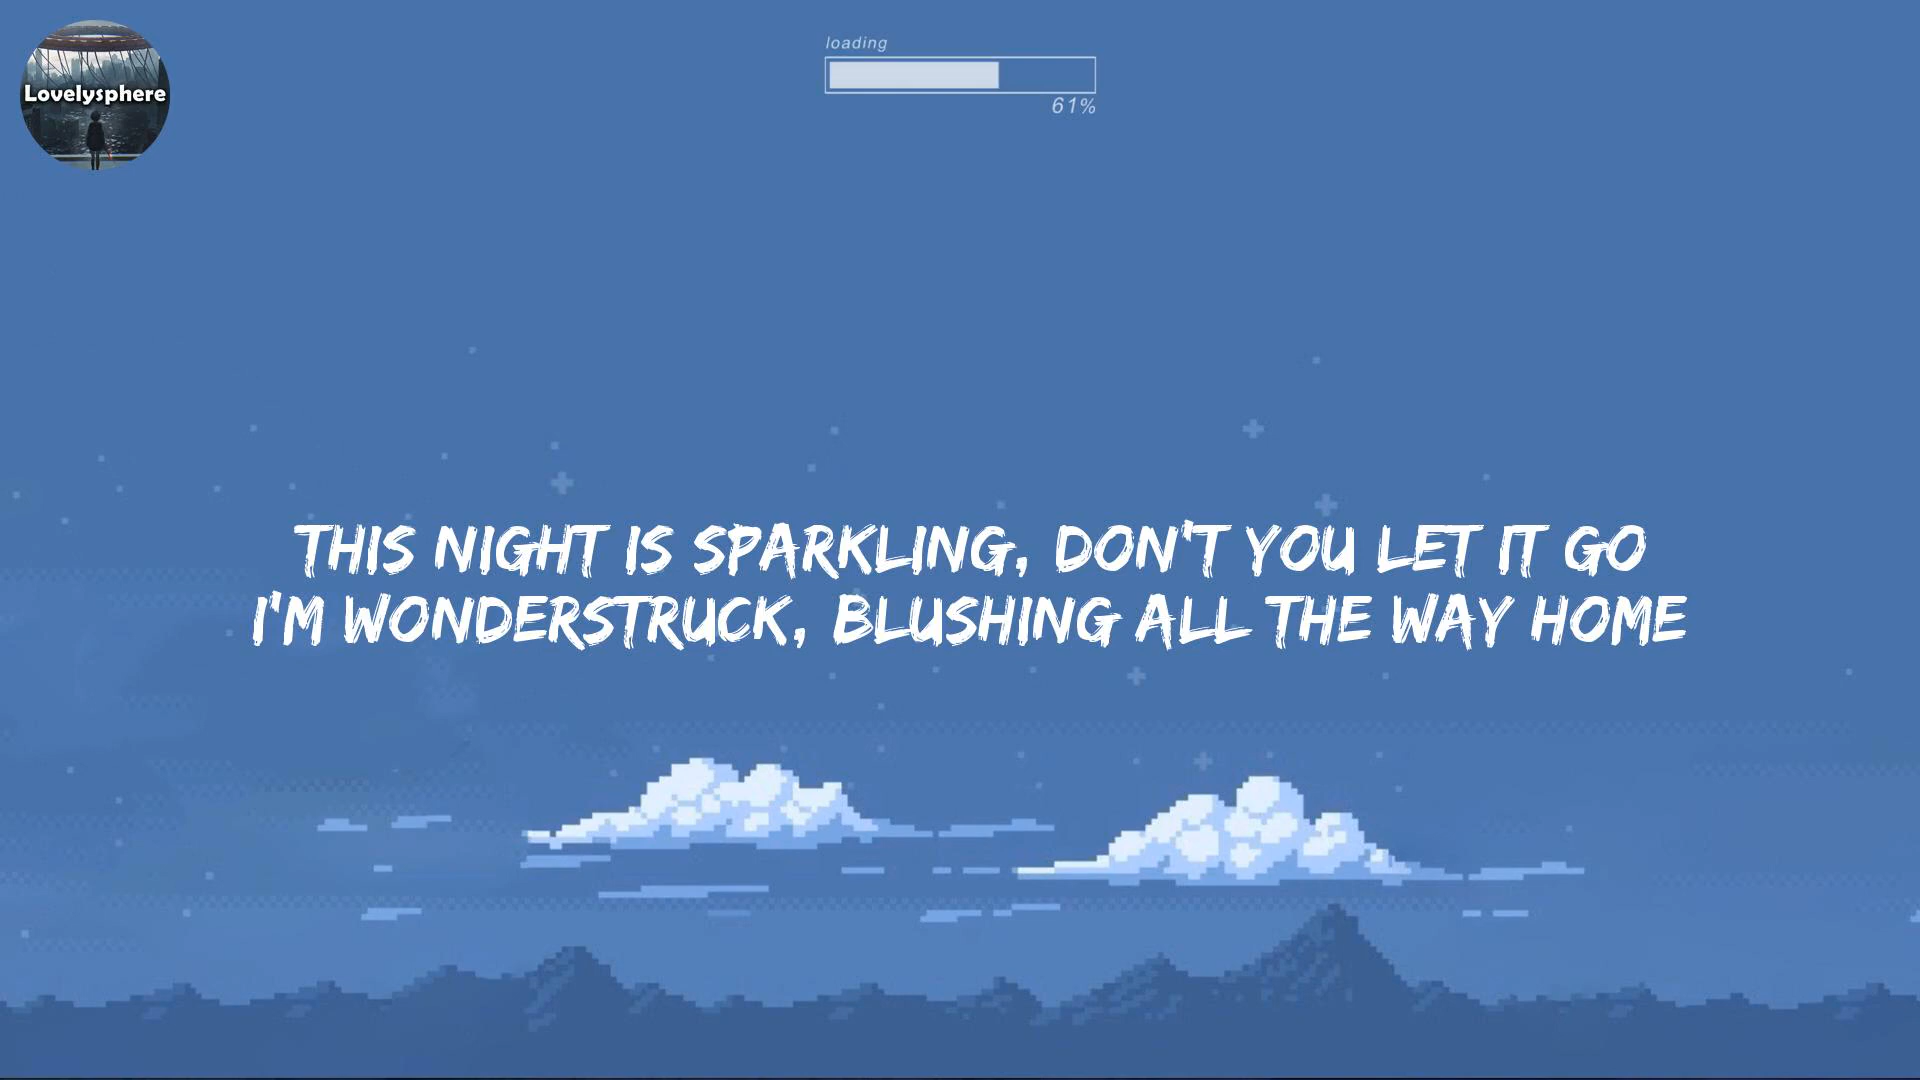 Lovelysphere
loading
61%
THIS NIGHT IS SPARKLING, DON'T YOU LET IT GO
I'M WONDERSTRUCK, BLUSHING ALL THE WAY HOME